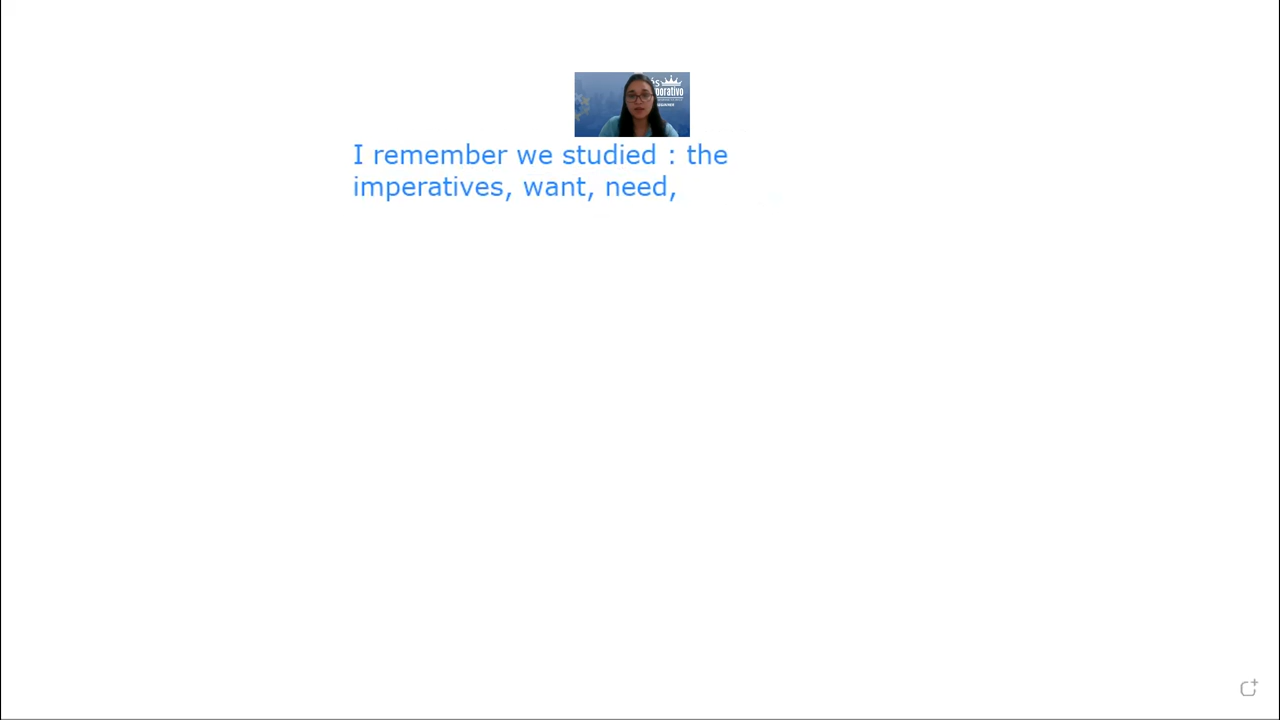 I remember we studied : the
imperatives, want, need,